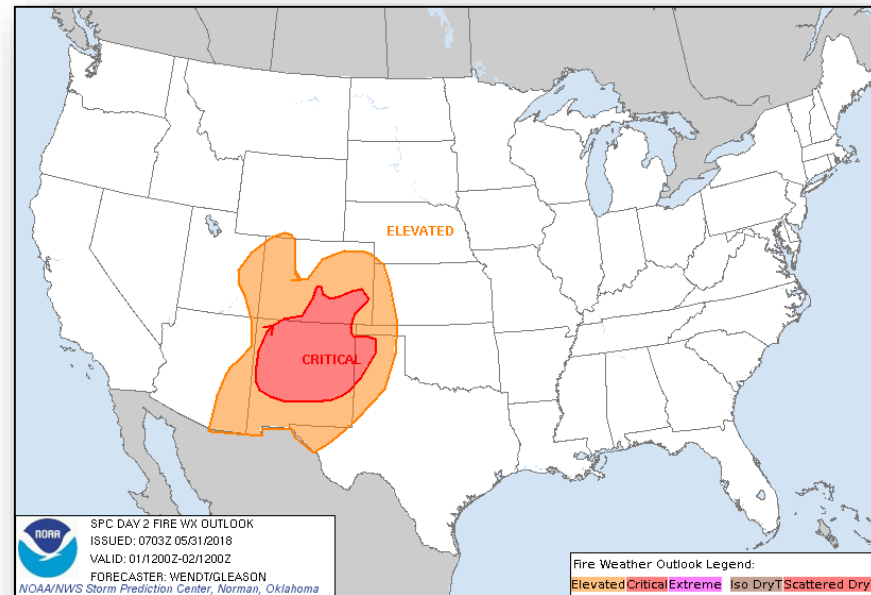 ELEVATED
CRITICAL
NOAA
SPC DAY 2 FIRE WX OUTLOOK
ISSUED: 0703Z 05/31/2018
VALID: 01/1200Z-02/1200Z
FORECASTER: WENDT/GLEASON
NOAA/NWS Storm Prediction Center, Norman, Oklahoma
Fire Weather Outlook Legend:
Elevated Critical Extreme Iso DryT Scattered Dry